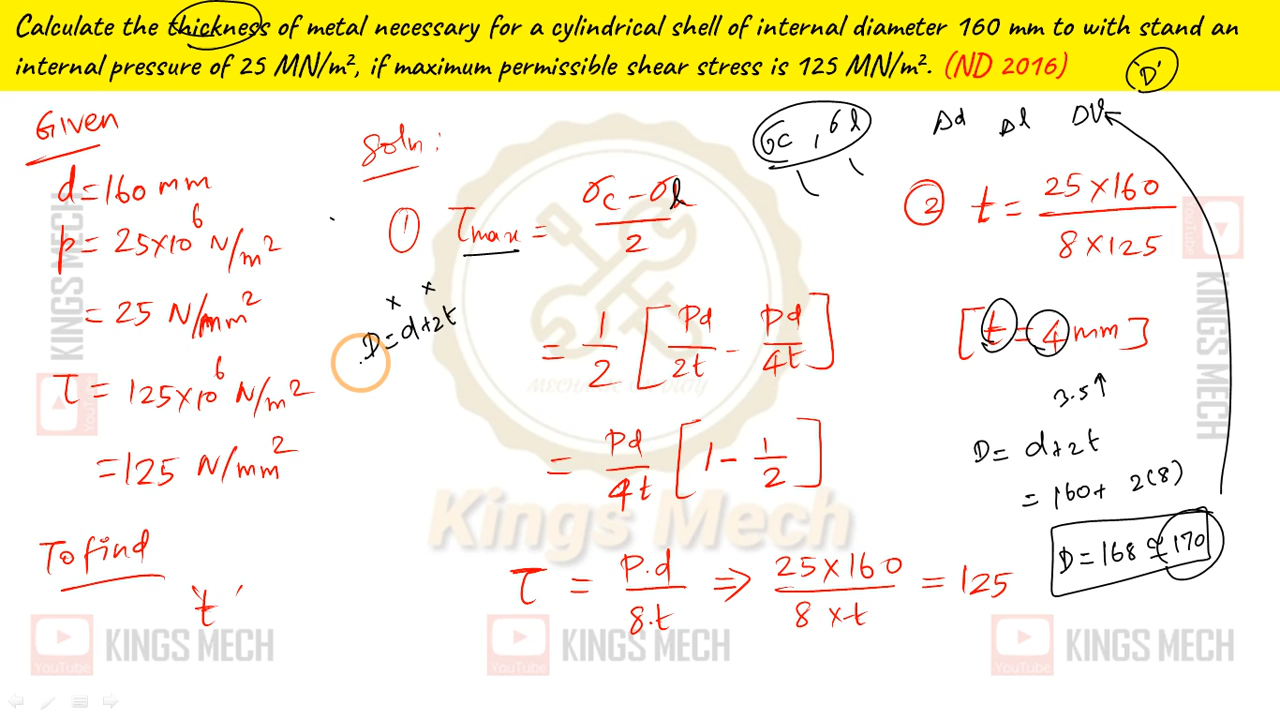 Calculate the thickness of metal necessary for a cylindrical shell of internal diameter 160 mm to with stand an
internal pressure of 25 MN/m², if maximum permissible shear stress is 125 MN/m². (ND 2016)
'D'
Given
d = 160 mm
p = 25×10⁶ N/m²
= 25 N/mm²
τ = 125×10⁶ N/m²
= 125 N/mm²
To find
't'
Soln:
① τmax = (σc - σl)/2
D = d+2t
= 1/2 [Pd/2t - Pd/4t]
= Pd/4t [1 - 1/2]
τ = P.d/8.t ⇒ 25×160/8×t = 125
σc, σl
Δd Δl DV
② t = 25×160/8×125
[t = 4 mm]
3.5↑
D = d+2t
= 160+ 2(8)
D = 168 ≃ 170
KINGS MECH
KINGS MECH
Kings Mech
KINGS MECH
YouTube
KINGS MECH
YouTube
KINGS MECH
YouTube